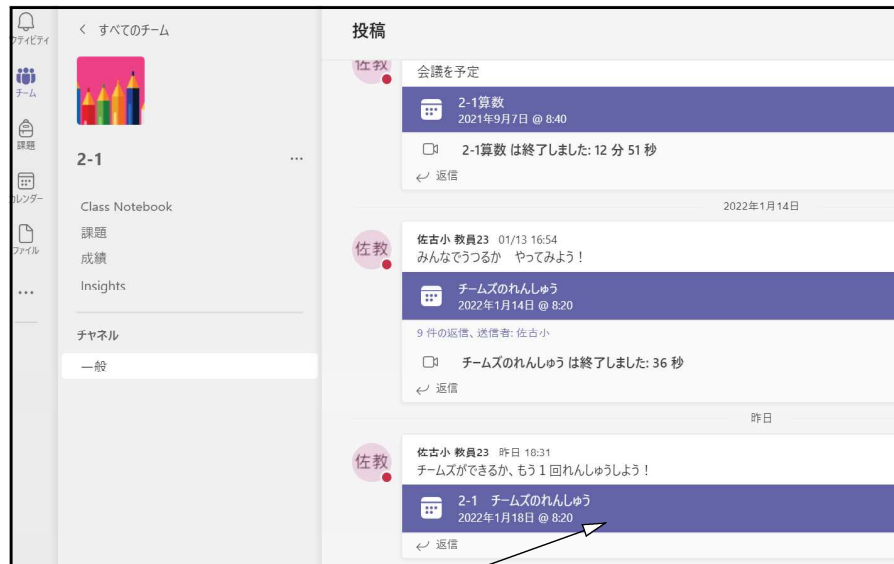 クティビティ
チーム
課題
カレンダー
ファイル
...
< すべてのチーム
2-1
...
Class Notebook
課題
成績
Insights
チャネル
一般
投稿
佐教
会議を予定
2-1算数
2021年9月7日 @ 8:40
2-1算数 は終了しました: 12 分 51 秒
返信
2022年1月14日
佐教
佐古小 教員23 01/13 16:54
みんなでうつるか やってみよう！
チームズのれんしゅう
2022年1月14日 @ 8:20
9 件の返信、送信者: 佐古小
チームズのれんしゅう は終了しました: 36 秒
返信
昨日
佐教
佐古小 教員23 昨日 18:31
チームズができるか、もう１回れんしゅうしよう！
2-1 チームズのれんしゅう
2022年1月18日 @ 8:20
返信